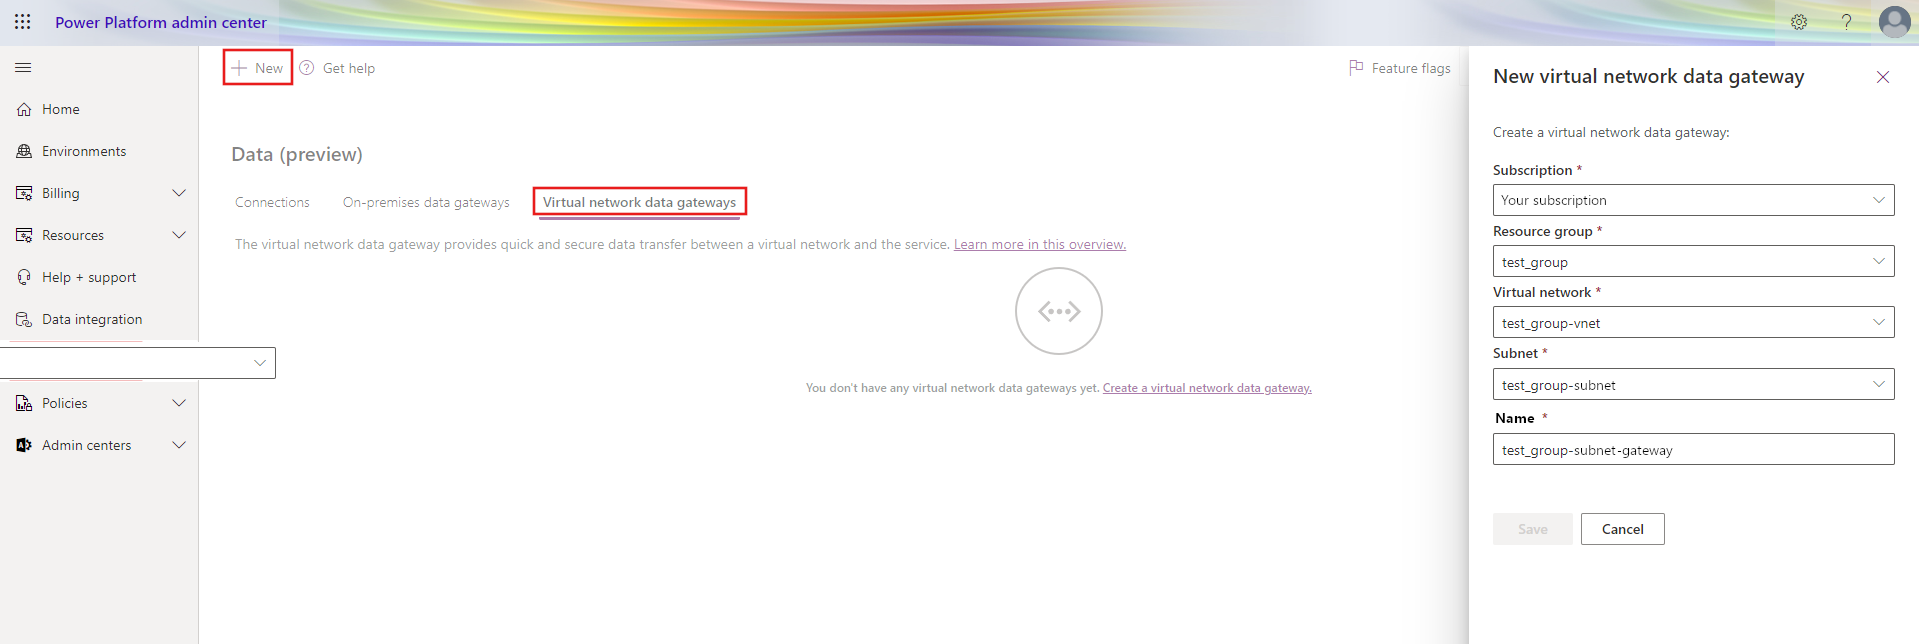 Power Platform admin center
?
New
? Get help
Feature flags
Home
Environments
Billing
Resources
Help + support
Data integration
Policies
Admin centers
Data (preview)
Connections
On-premises data gateways
Virtual network data gateways
The virtual network data gateway provides quick and secure data transfer between a virtual network and the service. Learn more in this overview.
You don't have any virtual network data gateways yet. Create a virtual network data gateway.
New virtual network data gateway
Create a virtual network data gateway:
Subscription *
Your subscription
Resource group *
test_group
Virtual network *
test_group-vnet
Subnet *
test_group-subnet
Name *
test_group-subnet-gateway
Save
Cancel